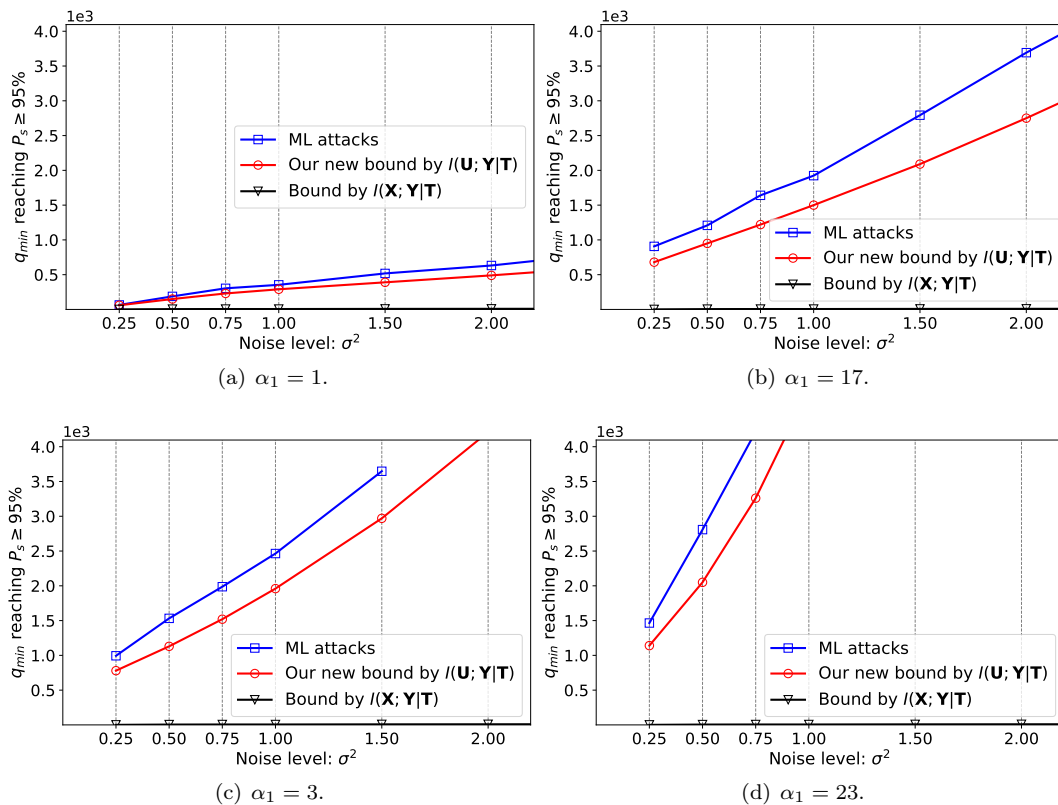 1e3
4.0
3.5
3.0
2.5
2.0
1.5
1.0
0.5
q_min reaching P_s ≥ 95%
ML attacks
Our new bound by I(U; Y|T)
Bound by I(X; Y|T)
0.25 0.50 0.75 1.00 1.50 2.00
Noise level: σ²
(a) α₁ = 1.
1e3
4.0
3.5
3.0
2.5
2.0
1.5
1.0
0.5
q_min reaching P_s ≥ 95%
ML attacks
Our new bound by I(U; Y|T)
Bound by I(X; Y|T)
0.25 0.50 0.75 1.00 1.50 2.00
Noise level: σ²
(b) α₁ = 17.
1e3
4.0
3.5
3.0
2.5
2.0
1.5
1.0
0.5
q_min reaching P_s ≥ 95%
ML attacks
Our new bound by I(U; Y|T)
Bound by I(X; Y|T)
0.25 0.50 0.75 1.00 1.50 2.00
Noise level: σ²
(c) α₁ = 3.
1e3
4.0
3.5
3.0
2.5
2.0
1.5
1.0
0.5
q_min reaching P_s ≥ 95%
ML attacks
Our new bound by I(U; Y|T)
Bound by I(X; Y|T)
0.25 0.50 0.75 1.00 1.50 2.00
Noise level: σ²
(d) α₁ = 23.